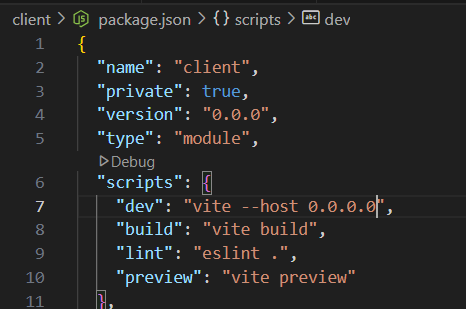 client > package.json > scripts > dev
1 {
2 "name": "client",
3 "private": true,
4 "version": "0.0.0",
5 "type": "module",
Debug
6 "scripts": {
7 "dev": "vite --host 0.0.0.0",
8 "build": "vite build",
9 "lint": "eslint .",
10 "preview": "vite preview"
11 },